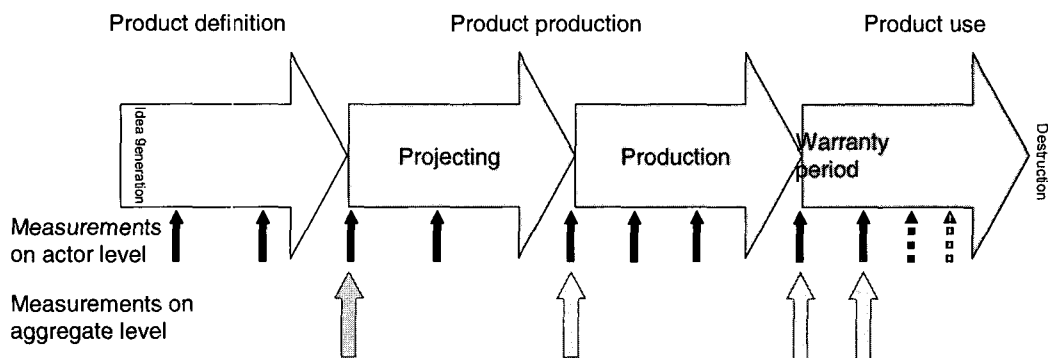 Product definition
Product production
Product use
Idea generation
Projecting
Production
Warranty
period
Destruction
Measurements
on actor level
Measurements on
aggregate level